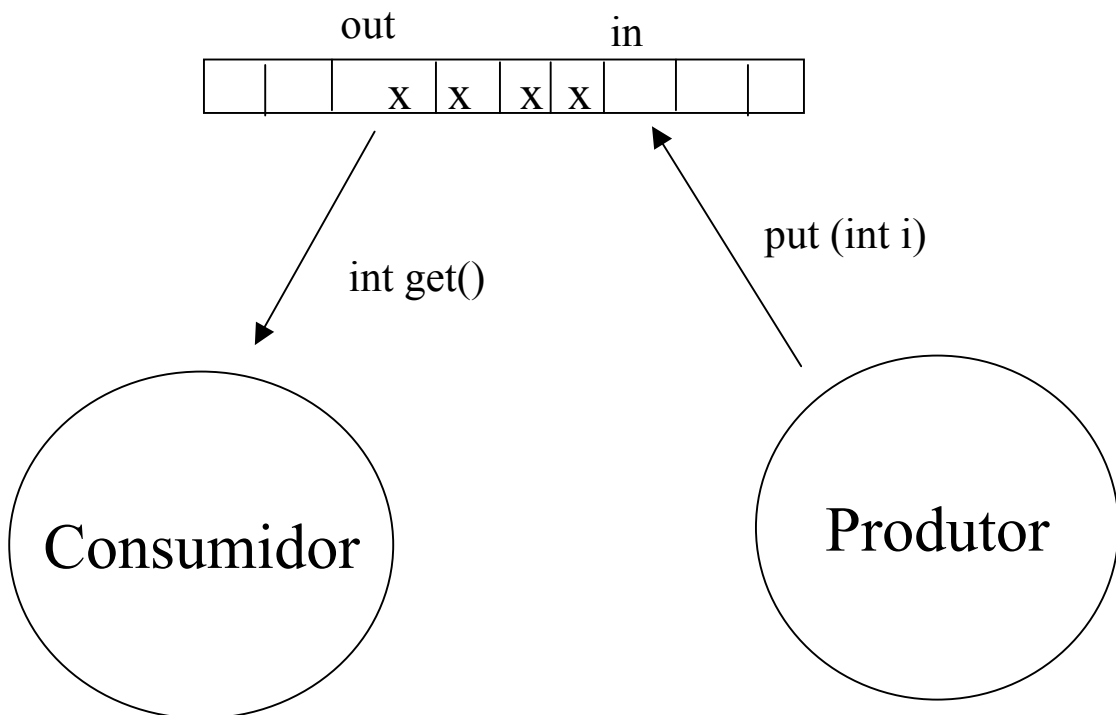 out in
x x x x
put (int i)
int get()
Consumidor Produtor